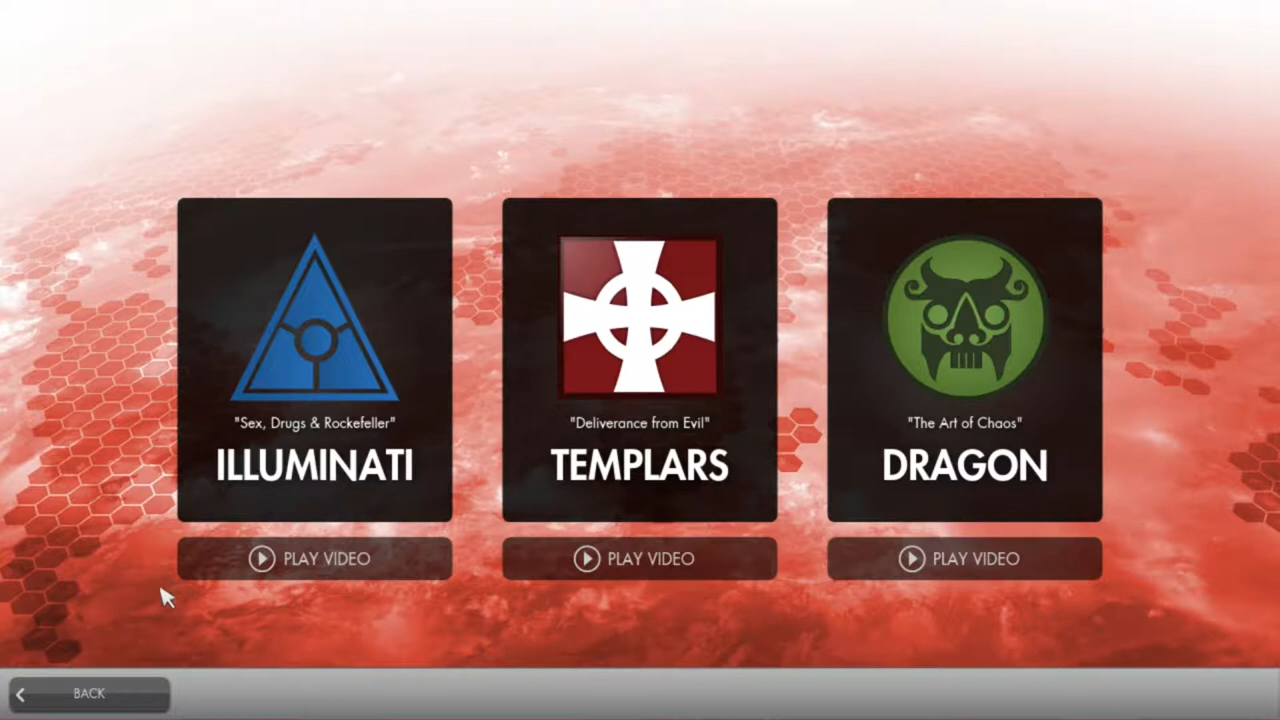 "Sex, Drugs & Rockefeller"
ILLUMINATI
PLAY VIDEO
"Deliverance from Evil"
TEMPLARS
PLAY VIDEO
"The Art of Chaos"
DRAGON
PLAY VIDEO
BACK